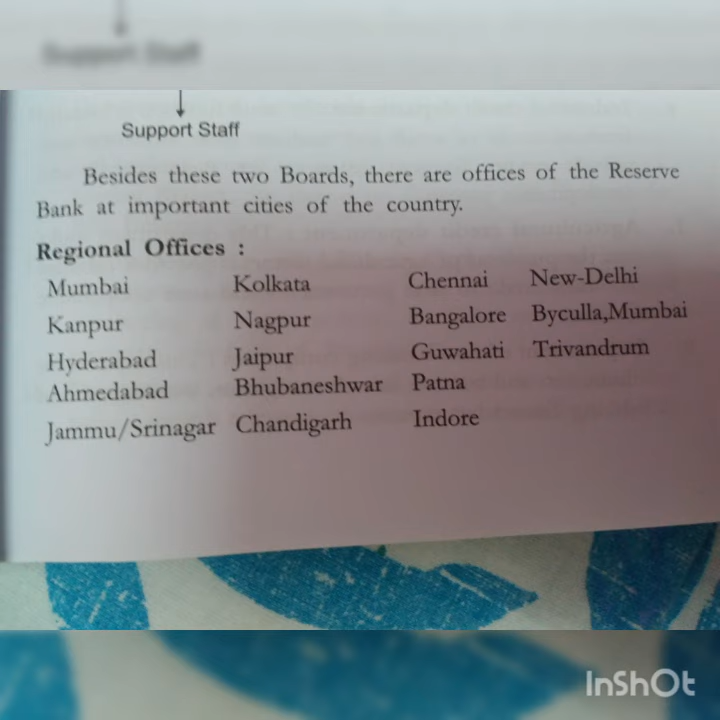 Support Staff
Support Staff
Besides these two Boards, there are offices of the Reserve
Bank at important cities of the country.
Regional Offices :
Mumbai Kolkata Chennai New-Delhi
Kanpur Nagpur Bangalore Byculla,Mumbai
Hyderabad Jaipur Guwahati Trivandrum
Ahmedabad Bhubaneshwar Patna
Jammu/Srinagar Chandigarh Indore
InShOt